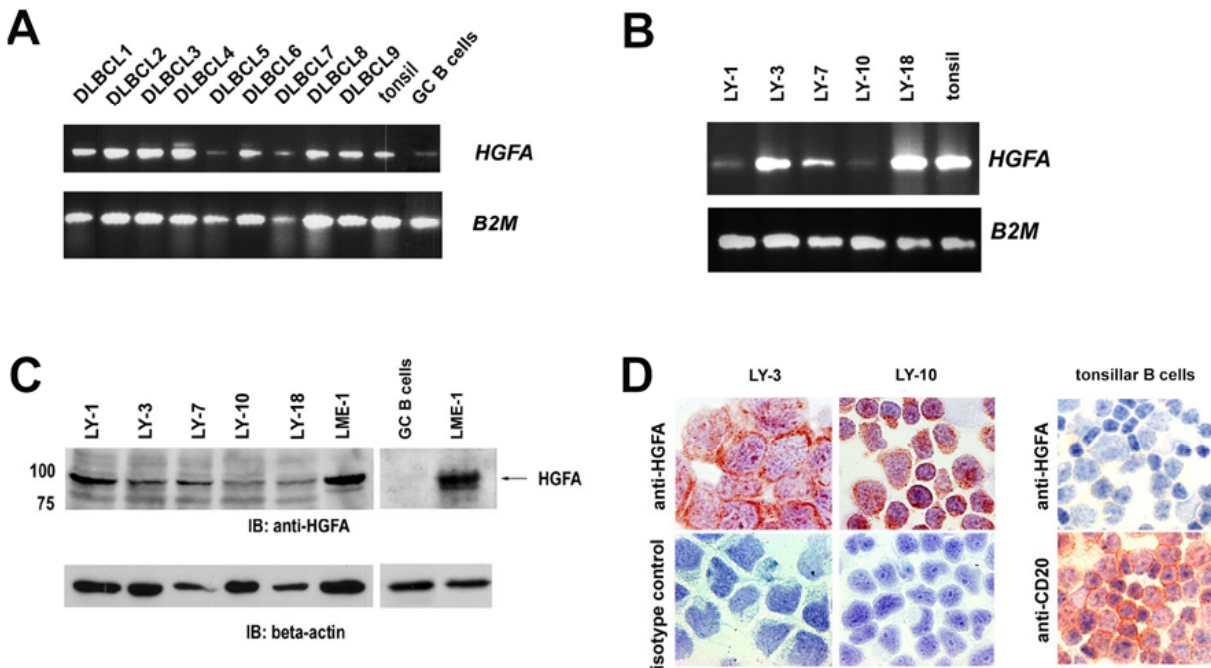 A
DLBCL1 DLBCL2 DLBCL3 DLBCL4 DLBCL5 DLBCL6 DLBCL7 DLBCL8 DLBCL9 tonsil GC B cells
HGFA
B2M
B
LY-1 LY-3 LY-7 LY-10 LY-18 tonsil
HGFA
B2M
C
LY-1 LY-3 LY-7 LY-10 LY-18 LME-1 GC B cells LME-1
100
75
HGFA
IB: anti-HGFA
IB: beta-actin
D
LY-3 LY-10 tonsillar B cells
anti-HGFA
isotype control
anti-HGFA
anti-CD20